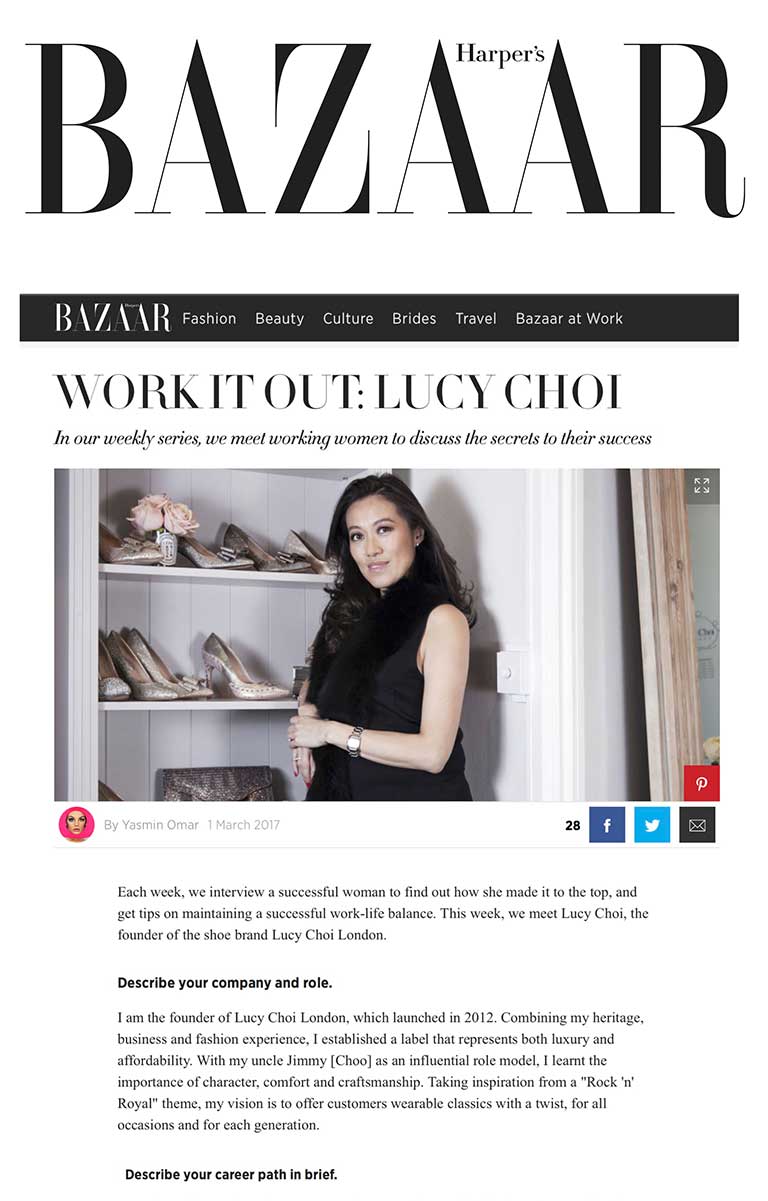 Harper's
BAZAAR
Harper's
BAZAAR Fashion Beauty Culture Brides Travel Bazaar at Work
WORK IT OUT: LUCY CHOI
In our weekly series, we meet working women to discuss the secrets to their success
By Yasmin Omar 1 March 2017
28
Each week, we interview a successful woman to find out how she made it to the top, and
get tips on maintaining a successful work-life balance. This week, we meet Lucy Choi, the
founder of the shoe brand Lucy Choi London.
Describe your company and role.
I am the founder of Lucy Choi London, which launched in 2012. Combining my heritage,
business and fashion experience, I established a label that represents both luxury and
affordability. With my uncle Jimmy [Choo] as an influential role model, I learnt the
importance of character, comfort and craftsmanship. Taking inspiration from a "Rock 'n'
Royal" theme, my vision is to offer customers wearable classics with a twist, for all
occasions and for each generation.
Describe your career path in brief.